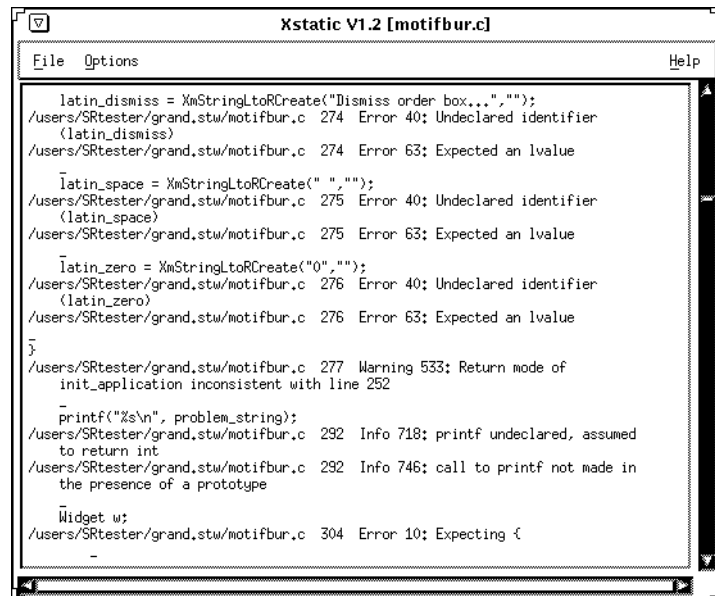 Xstatic V1.2 [motifbur.c]
File Options Help
latin_dismiss = XmStringLtoRCreate("Dismiss order box...","");
/users/SRtester/grand.stw/motifbur.c 274 Error 40: Undeclared identifier
(latin_dismiss)
/users/SRtester/grand.stw/motifbur.c 274 Error 63: Expected an lvalue
_
latin_space = XmStringLtoRCreate(" ","");
/users/SRtester/grand.stw/motifbur.c 275 Error 40: Undeclared identifier
(latin_space)
/users/SRtester/grand.stw/motifbur.c 275 Error 63: Expected an lvalue
_
latin_zero = XmStringLtoRCreate("0","");
/users/SRtester/grand.stw/motifbur.c 276 Error 40: Undeclared identifier
(latin_zero)
/users/SRtester/grand.stw/motifbur.c 276 Error 63: Expected an lvalue
_
}
/users/SRtester/grand.stw/motifbur.c 277 Warning 533: Return mode of
init_application inconsistent with line 252
_
printf("%s\n", problem_string);
/users/SRtester/grand.stw/motifbur.c 292 Info 718: printf undeclared, assumed
to return int
/users/SRtester/grand.stw/motifbur.c 292 Info 746: call to printf not made in
the presence of a prototype
_
Widget w;
/users/SRtester/grand.stw/motifbur.c 304 Error 10: Expecting {
_